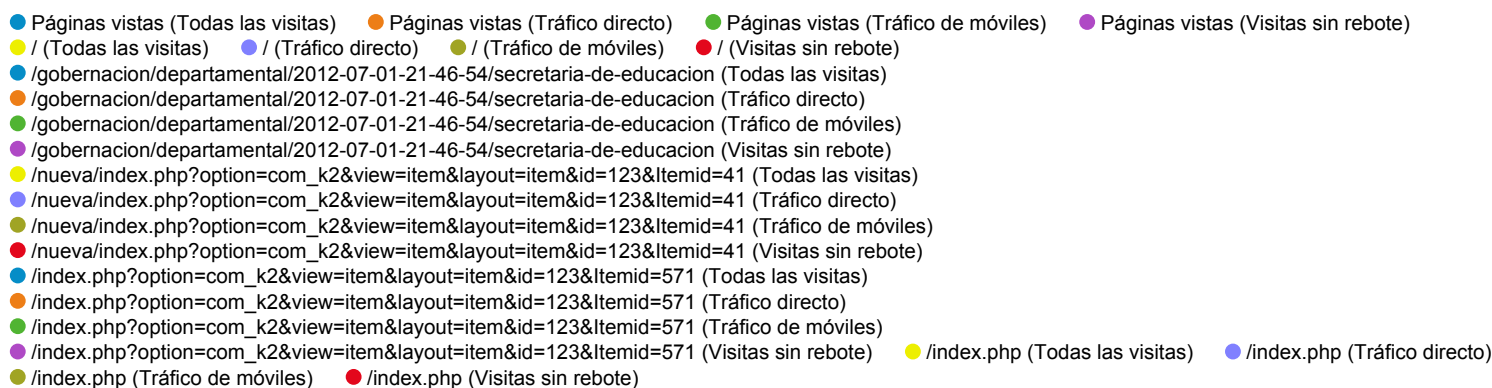 Páginas vistas (Todas las visitas) Páginas vistas (Tráfico directo) Páginas vistas (Tráfico de móviles) Páginas vistas (Visitas sin rebote)
/ (Todas las visitas) / (Tráfico directo) / (Tráfico de móviles) / (Visitas sin rebote)
/gobernacion/departamental/2012-07-01-21-46-54/secretaria-de-educacion (Todas las visitas)
/gobernacion/departamental/2012-07-01-21-46-54/secretaria-de-educacion (Tráfico directo)
/gobernacion/departamental/2012-07-01-21-46-54/secretaria-de-educacion (Tráfico de móviles)
/gobernacion/departamental/2012-07-01-21-46-54/secretaria-de-educacion (Visitas sin rebote)
/nueva/index.php?option=com_k2&view=item&layout=item&id=123&Itemid=41 (Todas las visitas)
/nueva/index.php?option=com_k2&view=item&layout=item&id=123&Itemid=41 (Tráfico directo)
/nueva/index.php?option=com_k2&view=item&layout=item&id=123&Itemid=41 (Tráfico de móviles)
/nueva/index.php?option=com_k2&view=item&layout=item&id=123&Itemid=41 (Visitas sin rebote)
/index.php?option=com_k2&view=item&layout=item&id=123&Itemid=571 (Todas las visitas)
/index.php?option=com_k2&view=item&layout=item&id=123&Itemid=571 (Tráfico directo)
/index.php?option=com_k2&view=item&layout=item&id=123&Itemid=571 (Tráfico de móviles)
/index.php?option=com_k2&view=item&layout=item&id=123&Itemid=571 (Visitas sin rebote) /index.php (Todas las visitas) /index.php (Tráfico directo)
/index.php (Tráfico de móviles) /index.php (Visitas sin rebote)